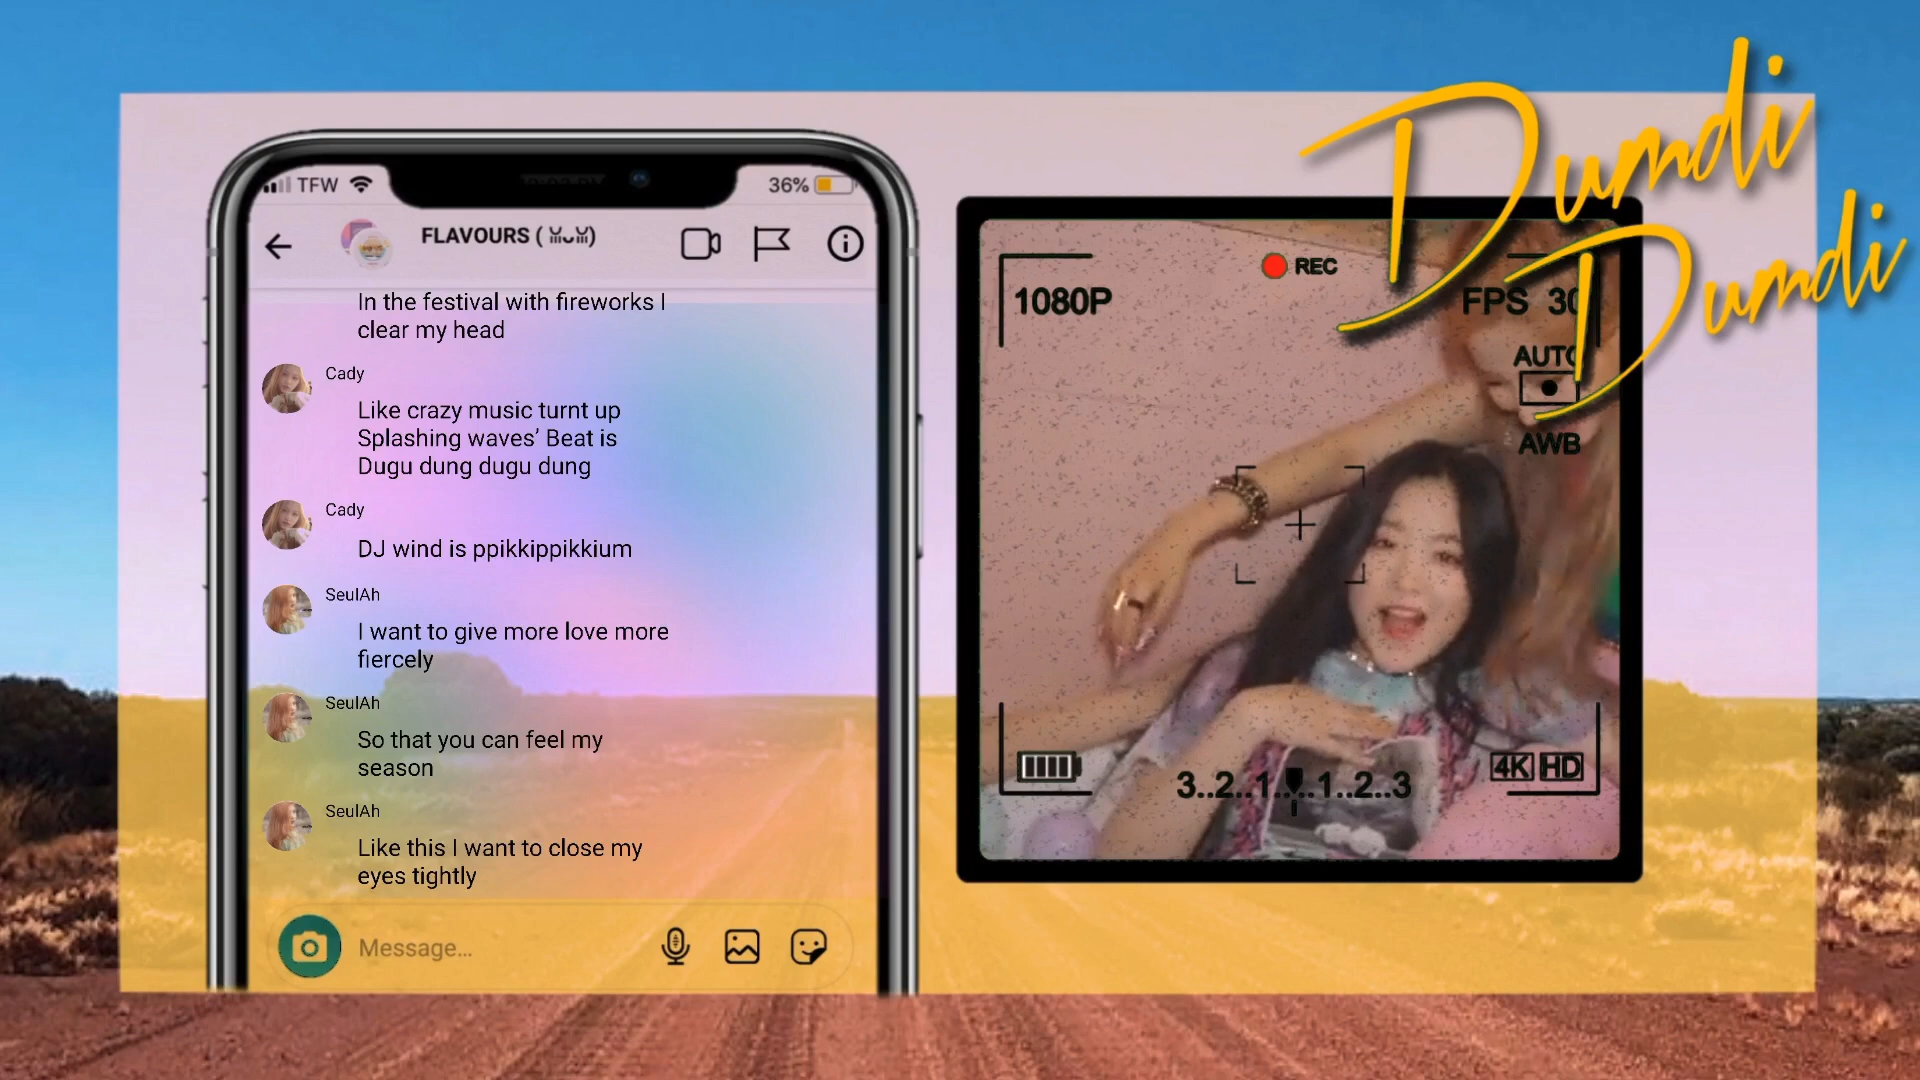 Dumdi
Dumdi
TFW
36%
FLAVOURS
In the festival with fireworks I
clear my head
Cady
Like crazy music turnt up
Splashing waves’ Beat is
Dugu dung dugu dung
Cady
DJ wind is ppikkippikkium
SeulAh
I want to give more love more
fiercely
SeulAh
So that you can feel my
season
SeulAh
Like this I want to close my
eyes tightly
Message...
REC
1080P
FPS 30
AUTO
AWB
3..2..1...1..2..3
4K HD